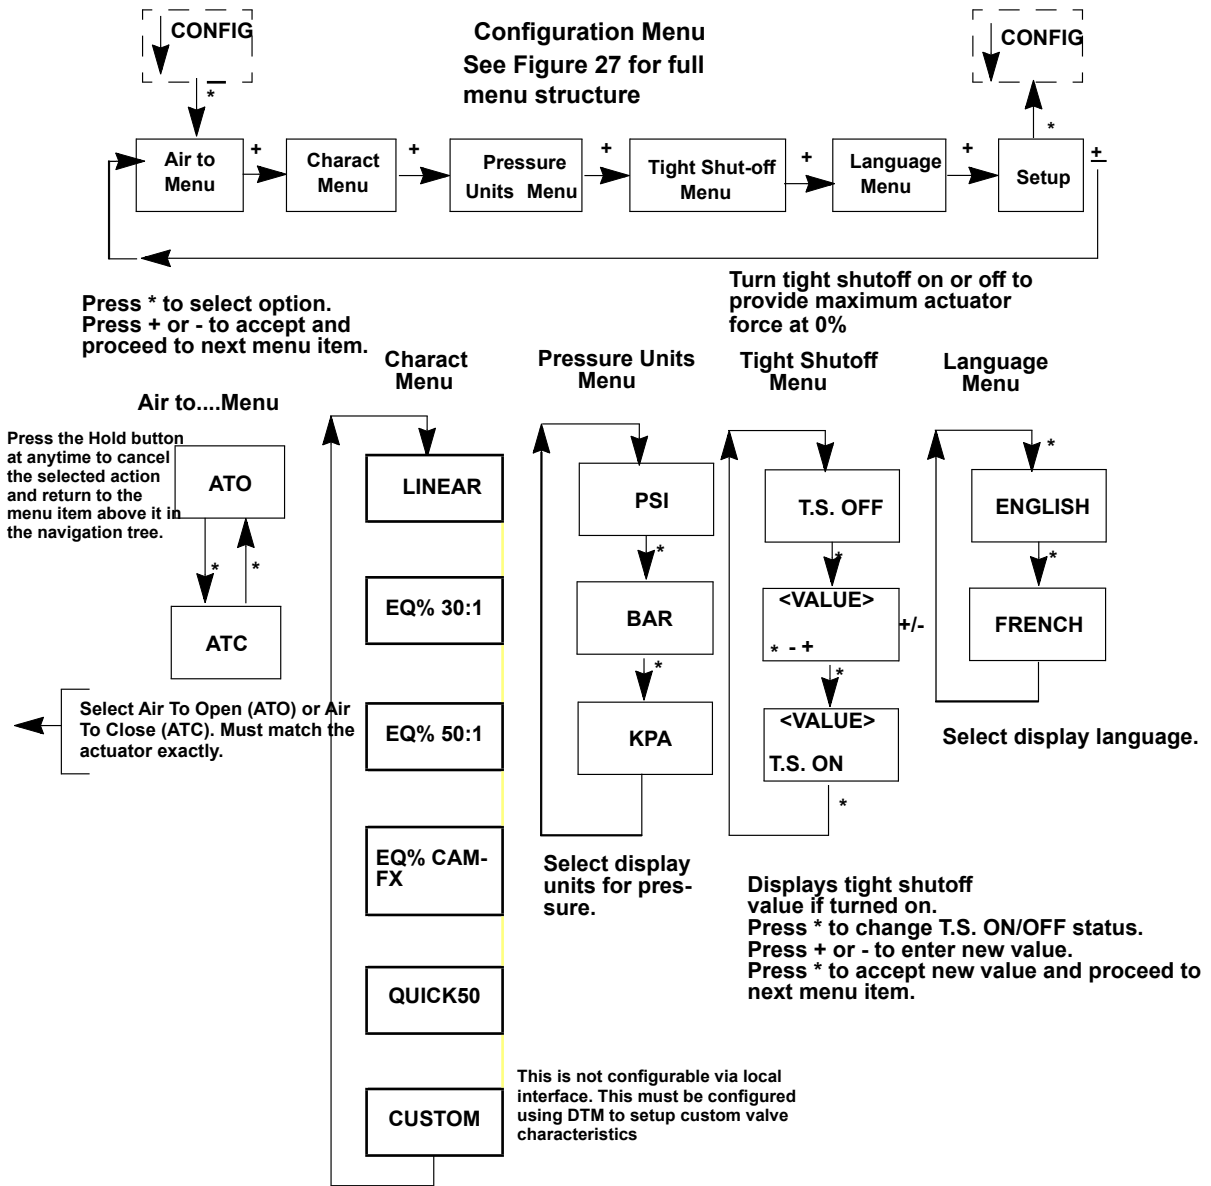 CONFIG
Configuration Menu
See Figure 27 for full
menu structure
CONFIG
*
*
Air to
Menu
+
Charact
Menu
+
Pressure
Units Menu
+
Tight Shut-off
Menu
+
Language
Menu
+
Setup
+
Press * to select option.
Press + or - to accept and
proceed to next menu item.
Turn tight shutoff on or off to
provide maximum actuator
force at 0%
Air to....Menu
Press the Hold button
at anytime to cancel
the selected action
and return to the
menu item above it in
the navigation tree.
ATO
*
*
ATC
Select Air To Open (ATO) or Air
To Close (ATC). Must match the
actuator exactly.
Charact
Menu
LINEAR
EQ% 30:1
EQ% 50:1
EQ% CAM-
FX
QUICK50
CUSTOM
This is not configurable via local
interface. This must be configured
using DTM to setup custom valve
characteristics
Pressure Units
Menu
PSI
*
BAR
*
KPA
Select display
units for pres-
sure.
Tight Shutoff
Menu
T.S. OFF
*
<VALUE>
* - +
+/-
*
<VALUE>
T.S. ON
*
Displays tight shutoff
value if turned on.
Press * to change T.S. ON/OFF status.
Press + or - to enter new value.
Press * to accept new value and proceed to
next menu item.
Language
Menu
*
ENGLISH
*
FRENCH
Select display language.